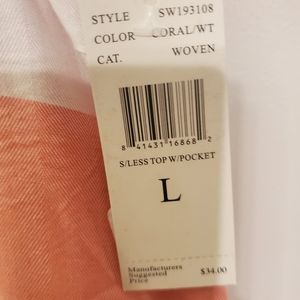 STYLE SW193108
COLOR CORAL/WT
CAT. WOVEN
8 41431 16868 2
S/LESS TOP W/POCKET
L
Manufacturers
Suggested
Price $34.00